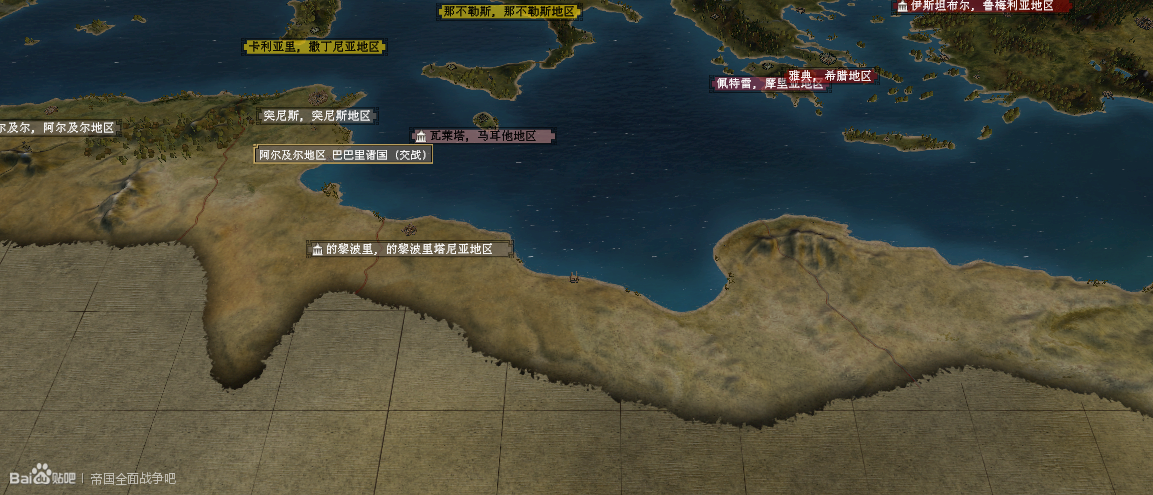 那不勒斯，那不勒斯地区
伊斯坦布尔，鲁梅利亚地区
卡利亚里，撒丁尼亚地区
雅典，希腊地区
佩特雷，摩里亚地区
突尼斯，突尼斯地区
尔及尔，阿尔及尔地区
瓦莱塔，马耳他地区
阿尔及尔地区 巴巴里诸国（交战）
的黎波里，的黎波里塔尼亚地区
Bai du 贴吧 | 帝国全面战争吧